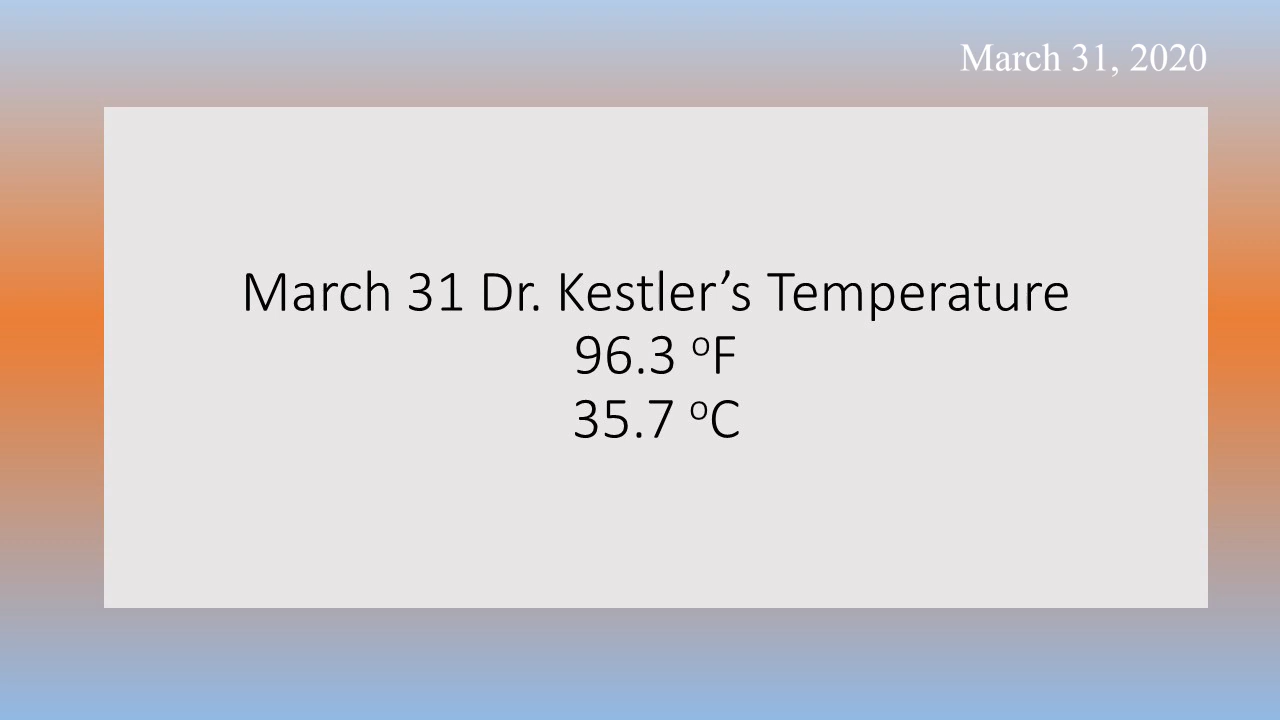 March 31, 2020
March 31 Dr. Kestler’s Temperature
96.3 ᵒF
35.7 ᵒC